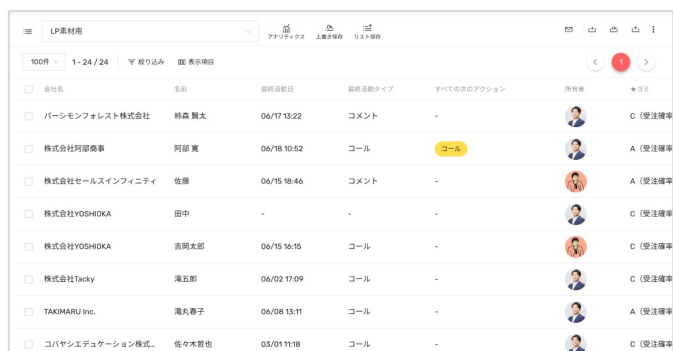 LP素材用
アナリティクス 上書き保存 リスト保存
100件 1 - 24 / 24 絞り込み 表示項目 1
会社名 名前 最終活動日 最終活動タイプ すべての次のアクション 所有者 ★ヨミ
パーシモンフォレスト株式会社 柿森 賢太 06/17 13:22 コメント - C（受注確率
株式会社阿部商事 阿部 寛 06/18 10:52 コール コール A（受注確率
株式会社セールスインフィニティ 佐藤 06/15 18:46 コメント - A（受注確率
株式会社YOSHIOKA 田中 - - - C（受注確率
株式会社YOSHIOKA 吉岡太郎 06/15 16:15 コール - C（受注確率
株式会社Tacky 滝五郎 06/02 17:09 コール - C（受注確率
TAKIMARU Inc. 滝丸春子 06/08 13:11 コール - A（受注確率
コバヤシエデュケーション株式... 佐々木哲也 03/01 11:18 コール - C（受注確率